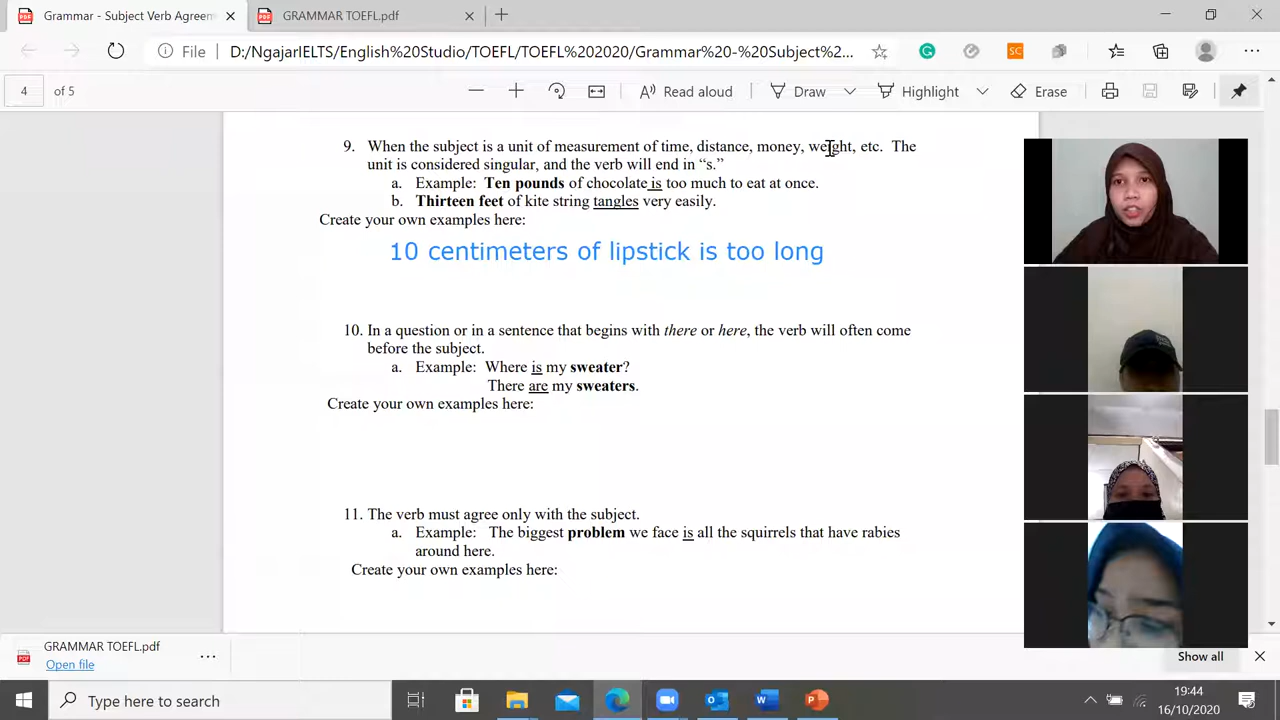 Grammar - Subject Verb Agreem
GRAMMAR TOEFL.pdf
File
D:/NgajarIELTS/English%20Studio/TOEFL/TOEFL%202020/Grammar%20-%20Subject%2...
SC
4 of 5
Read aloud
Draw
Highlight
Erase
9. When the subject is a unit of measurement of time, distance, money, weight, etc. The
unit is considered singular, and the verb will end in “s.”
a. Example: Ten pounds of chocolate is too much to eat at once.
b. Thirteen feet of kite string tangles very easily.
Create your own examples here:
10 centimeters of lipstick is too long
10. In a question or in a sentence that begins with there or here, the verb will often come
before the subject.
a. Example: Where is my sweater?
There are my sweaters.
Create your own examples here:
11. The verb must agree only with the subject.
a. Example: The biggest problem we face is all the squirrels that have rabies
around here.
Create your own examples here:
GRAMMAR TOEFL.pdf
Open file
Show all
Type here to search
19:44
16/10/2020